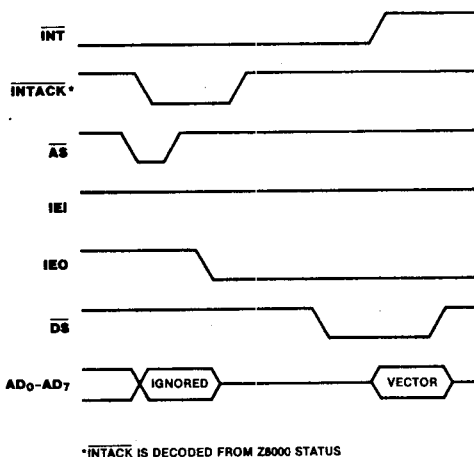 INT
INTACK*
AS
IEI
IEO
DS
AD0-AD7
IGNORED
VECTOR
*INTACK IS DECODED FROM Z8000 STATUS